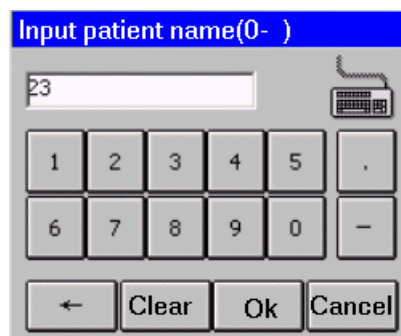 Input patient name(0-  )
23
1 2 3 4 5 .
6 7 8 9 0 –
← Clear Ok Cancel